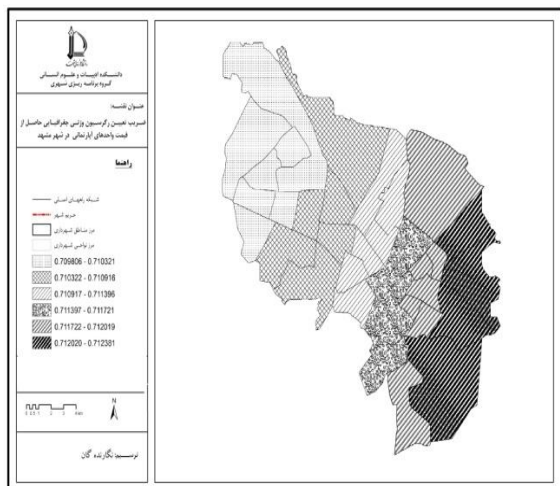 دانشکده ادبیات و علوم انسانی
گروه برنامه ریزی شهری
عنوان نقشه:
ضریب تعیین رگرسیون وزنی جغرافیایی حاصل از
قیمت واحدهای آپارتمانی در شهر مشهد
راهنما
شبکه راههای اصلی
حریم شهر
مرز مناطق شهرداری
مرز نواحی شهرداری
0.709806 - 0.710321
0.710322 - 0.710916
0.710917 - 0.711396
0.711397 - 0.711721
0.711722 - 0.712019
0.712020 - 0.712381
N
ترسیم: نگارنده گان